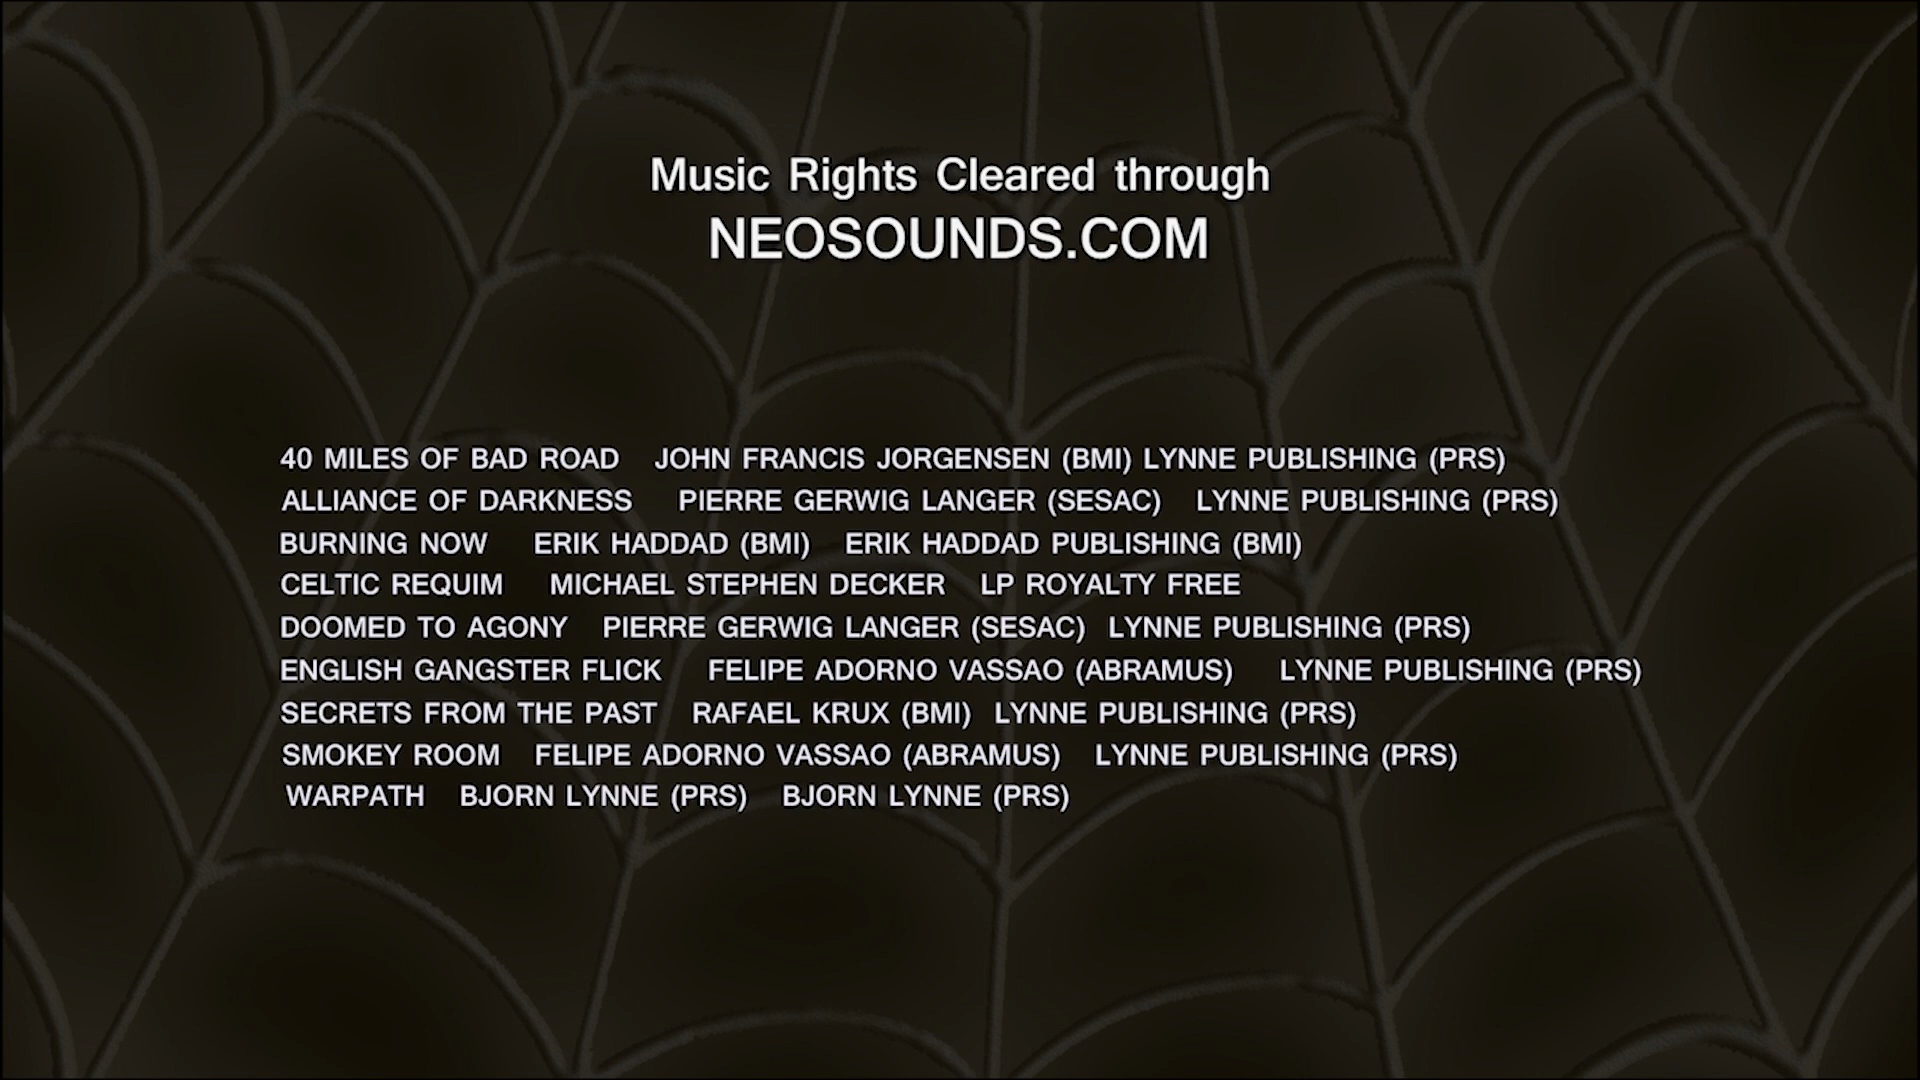 Music Rights Cleared through
NEOSOUNDS.COM
40 MILES OF BAD ROAD JOHN FRANCIS JORGENSEN (BMI) LYNNE PUBLISHING (PRS)
ALLIANCE OF DARKNESS PIERRE GERWIG LANGER (SESAC) LYNNE PUBLISHING (PRS)
BURNING NOW ERIK HADDAD (BMI) ERIK HADDAD PUBLISHING (BMI)
CELTIC REQUIM MICHAEL STEPHEN DECKER LP ROYALTY FREE
DOOMED TO AGONY PIERRE GERWIG LANGER (SESAC) LYNNE PUBLISHING (PRS)
ENGLISH GANGSTER FLICK FELIPE ADORNO VASSAO (ABRAMUS) LYNNE PUBLISHING (PRS)
SECRETS FROM THE PAST RAFAEL KRUX (BMI) LYNNE PUBLISHING (PRS)
SMOKEY ROOM FELIPE ADORNO VASSAO (ABRAMUS) LYNNE PUBLISHING (PRS)
WARPATH BJORN LYNNE (PRS) BJORN LYNNE (PRS)